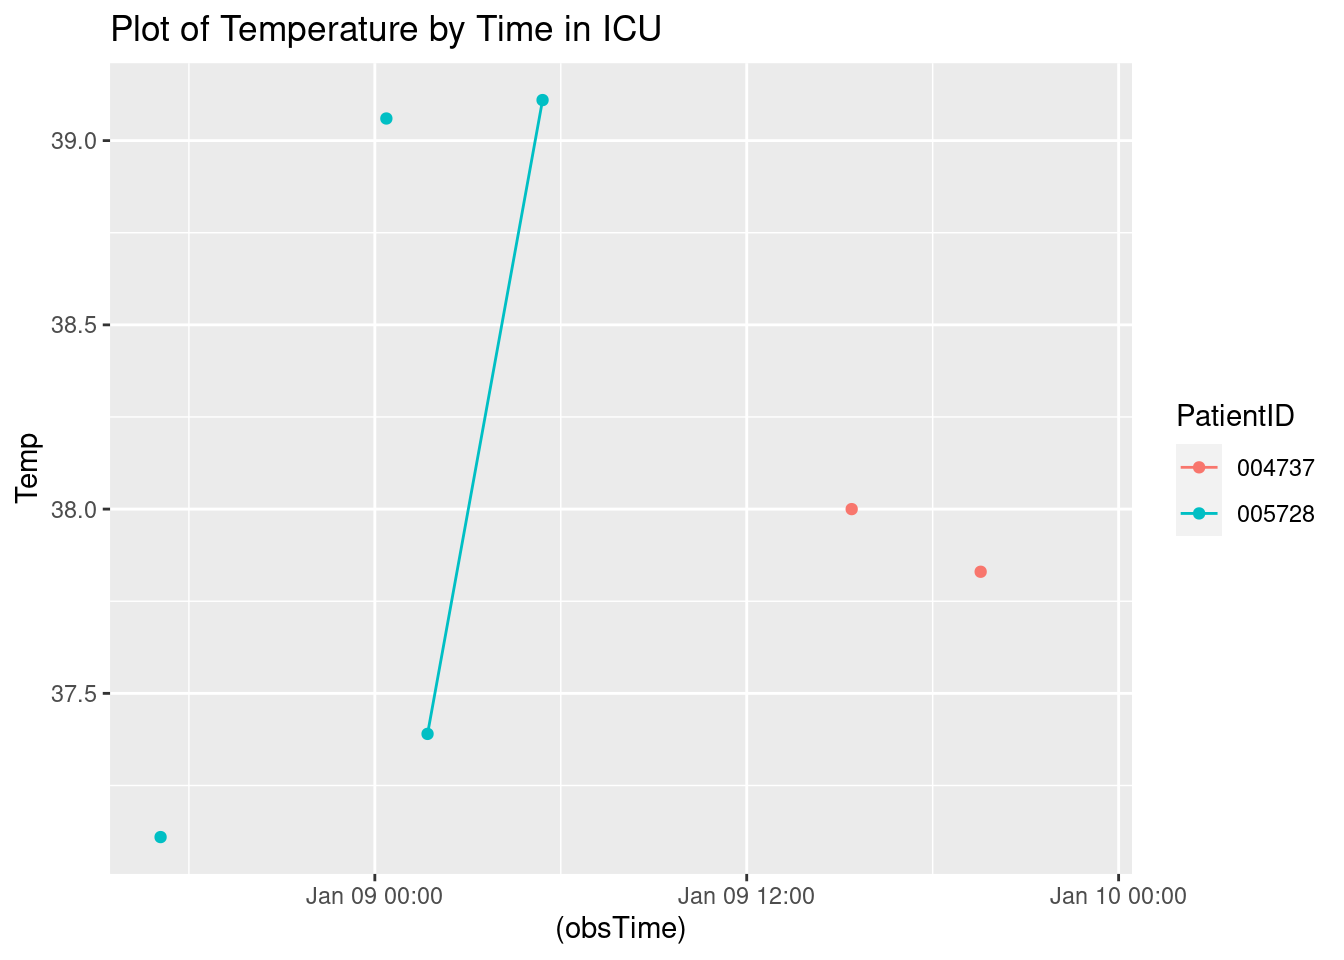 Plot of Temperature by Time in ICU
39.0
38.5
38.0
37.5
Temp
Jan 09 00:00
Jan 09 12:00
Jan 10 00:00
(obsTime)
PatientID
004737
005728